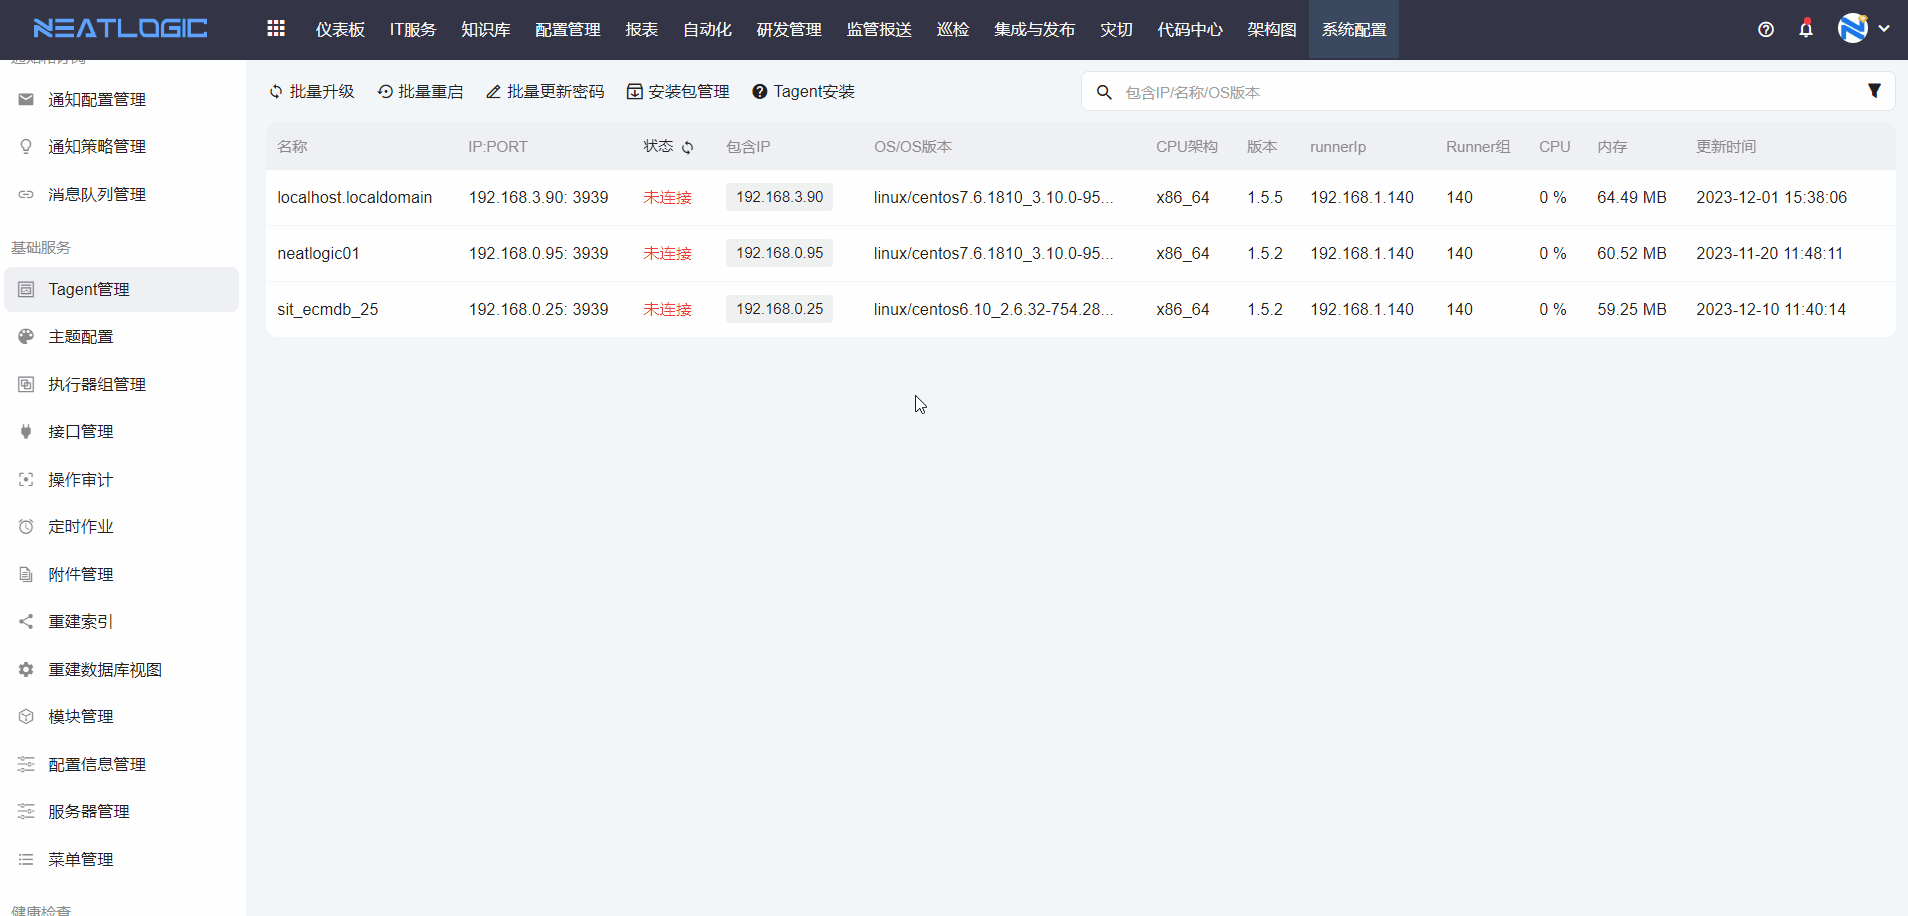 NEATLOGIC
仪表板 IT服务 知识库 配置管理 报表 自动化 研发管理 监管报送 巡检 集成与发布 灾切 代码中心 架构图 系统配置
通知和订阅
通知配置管理
通知策略管理
消息队列管理
基础服务
Tagent管理
主题配置
执行器组管理
接口管理
操作审计
定时作业
附件管理
重建索引
重建数据库视图
模块管理
配置信息管理
服务器管理
菜单管理
健康检查
批量升级 批量重启 批量更新密码 安装包管理 Tagent安装 包含IP/名称/OS版本
名称 IP:PORT 状态 包含IP OS/OS版本 CPU架构 版本 runnerIp Runner组 CPU 内存 更新时间
localhost.localdomain 192.168.3.90: 3939 未连接 192.168.3.90 linux/centos7.6.1810_3.10.0-95... x86_64 1.5.5 192.168.1.140 140 0 % 64.49 MB 2023-12-01 15:38:06
neatlogic01 192.168.0.95: 3939 未连接 192.168.0.95 linux/centos7.6.1810_3.10.0-95... x86_64 1.5.2 192.168.1.140 140 0 % 60.52 MB 2023-11-20 11:48:11
sit_ecmdb_25 192.168.0.25: 3939 未连接 192.168.0.25 linux/centos6.10_2.6.32-754.28... x86_64 1.5.2 192.168.1.140 140 0 % 59.25 MB 2023-12-10 11:40:14